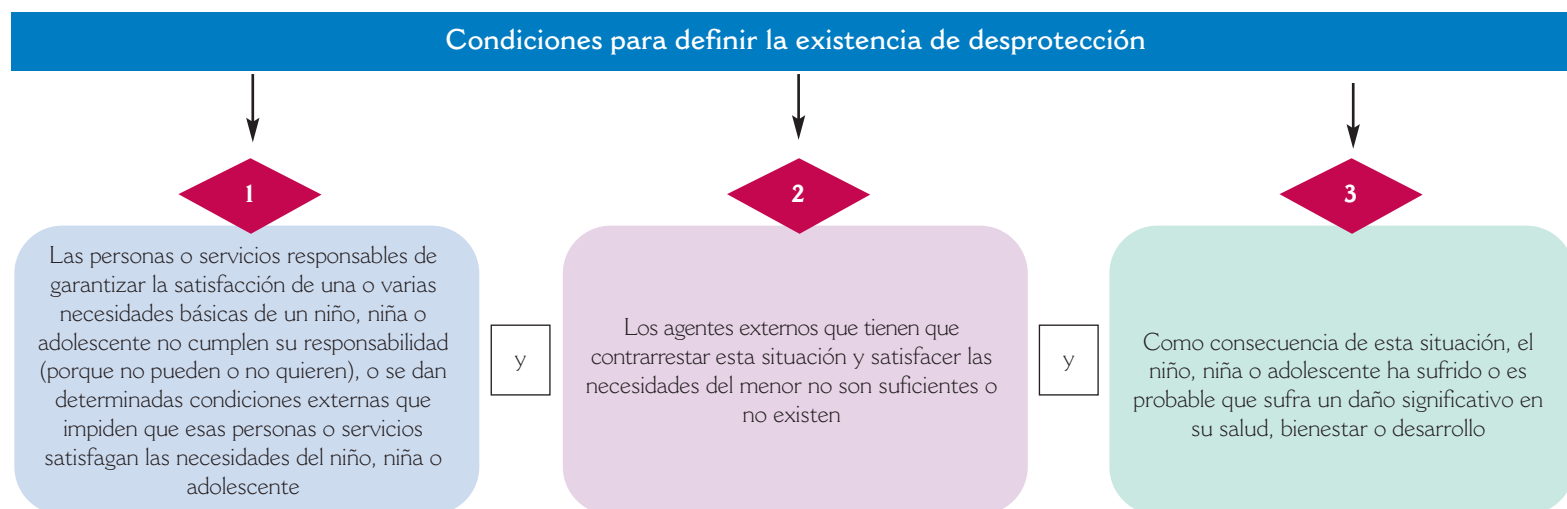 Condiciones para definir la existencia de desprotección
1
Las personas o servicios responsables de
garantizar la satisfacción de una o varias
necesidades básicas de un niño, niña o
adolescente no cumplen su responsabilidad
(porque no pueden o no quieren), o se dan
determinadas condiciones externas que
impiden que esas personas o servicios
satisfagan las necesidades del niño, niña o
adolescente
y
2
Los agentes externos que tienen que
contrarrestar esta situación y satisfacer las
necesidades del menor no son suficientes o
no existen
y
3
Como consecuencia de esta situación, el
niño, niña o adolescente ha sufrido o es
probable que sufra un daño significativo en
su salud, bienestar o desarrollo